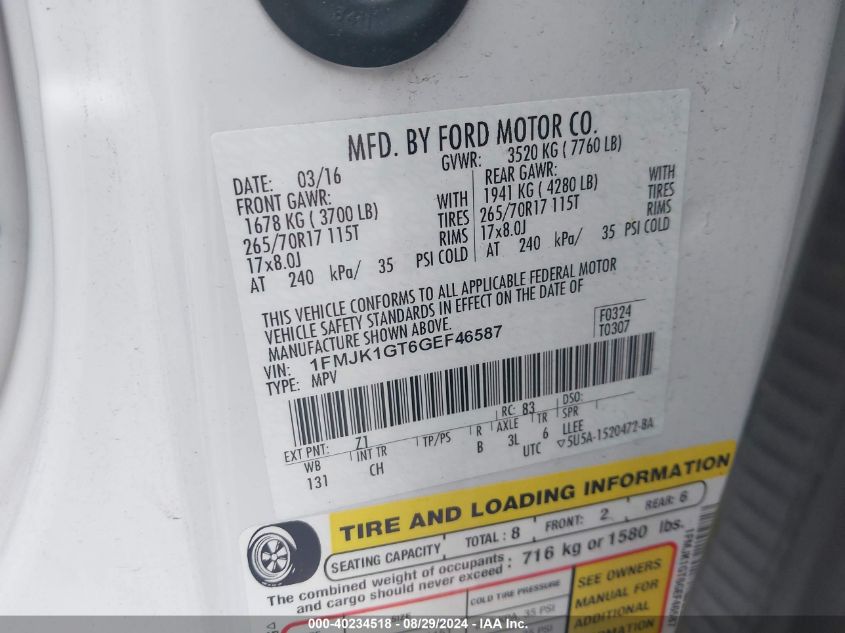 MFD. BY FORD MOTOR CO.
DATE: 03/16 GVWR: 3520 KG ( 7760 LB)
FRONT GAWR: REAR GAWR:
1678 KG ( 3700 LB) WITH 1941 KG ( 4280 LB) WITH
265/70R17 115T TIRES 265/70R17 115T TIRES
17x8.0J RIMS 17x8.0J RIMS
AT 240 kPa/ 35 PSI COLD AT 240 kPa/ 35 PSI COLD
THIS VEHICLE CONFORMS TO ALL APPLICABLE FEDERAL MOTOR
VEHICLE SAFETY STANDARDS IN EFFECT ON THE DATE OF
MANUFACTURE SHOWN ABOVE.
F0324
T0307
VIN: 1FMJK1GT6GEF46587
TYPE: MPV
RC: 83 DSO:
EXT PNT: Z1 R AXLE TR SPR
WB INT TR TP/PS B 3L 6 LLEE
131 CH UTC ▽5U5A-1520472-BA
TIRE AND LOADING INFORMATION
SEATING CAPACITY TOTAL : 8 FRONT: 2 REAR: 6
The combined weight of occupants
and cargo should never exceed : 716 kg or 1580 lbs.
COLD TIRE PRESSURE
SIZE
35 PSI
PSI
SEE OWNERS
MANUAL FOR
ADDITIONAL
INFORMATION
000-40234518 - 08/29/2024 - IAAI.com